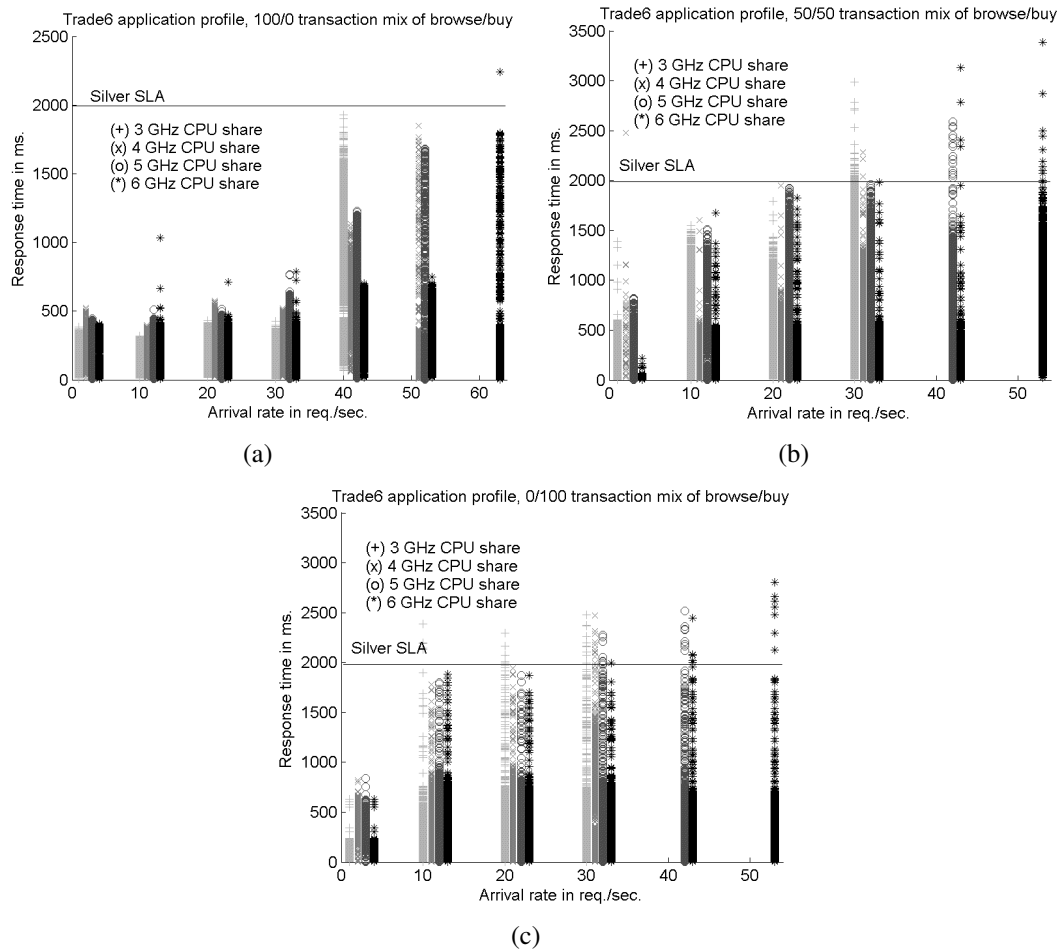 Trade6 application profile, 100/0 transaction mix of browse/buy
2500
2000
1500
1000
500
0
Response time in ms.
Silver SLA
(+) 3 GHz CPU share
(x) 4 GHz CPU share
(o) 5 GHz CPU share
(*) 6 GHz CPU share
0 10 20 30 40 50 60
Arrival rate in req./sec.
(a)
Trade6 application profile, 50/50 transaction mix of browse/buy
3500
3000
2500
2000
1500
1000
500
0
Response time in ms.
(+) 3 GHz CPU share
(x) 4 GHz CPU share
(o) 5 GHz CPU share
(*) 6 GHz CPU share
Silver SLA
0 10 20 30 40 50
Arrival rate in req./sec.
(b)
Trade6 application profile, 0/100 transaction mix of browse/buy
3500
3000
2500
2000
1500
1000
500
0
Response time in ms.
(+) 3 GHz CPU share
(x) 4 GHz CPU share
(o) 5 GHz CPU share
(*) 6 GHz CPU share
Silver SLA
0 10 20 30 40 50
Arrival rate in req./sec.
(c)